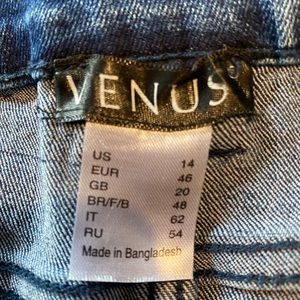 VENUS
US 14
EUR 46
GB 20
BR/F/B 48
IT 62
RU 54
Made in Bangladesh